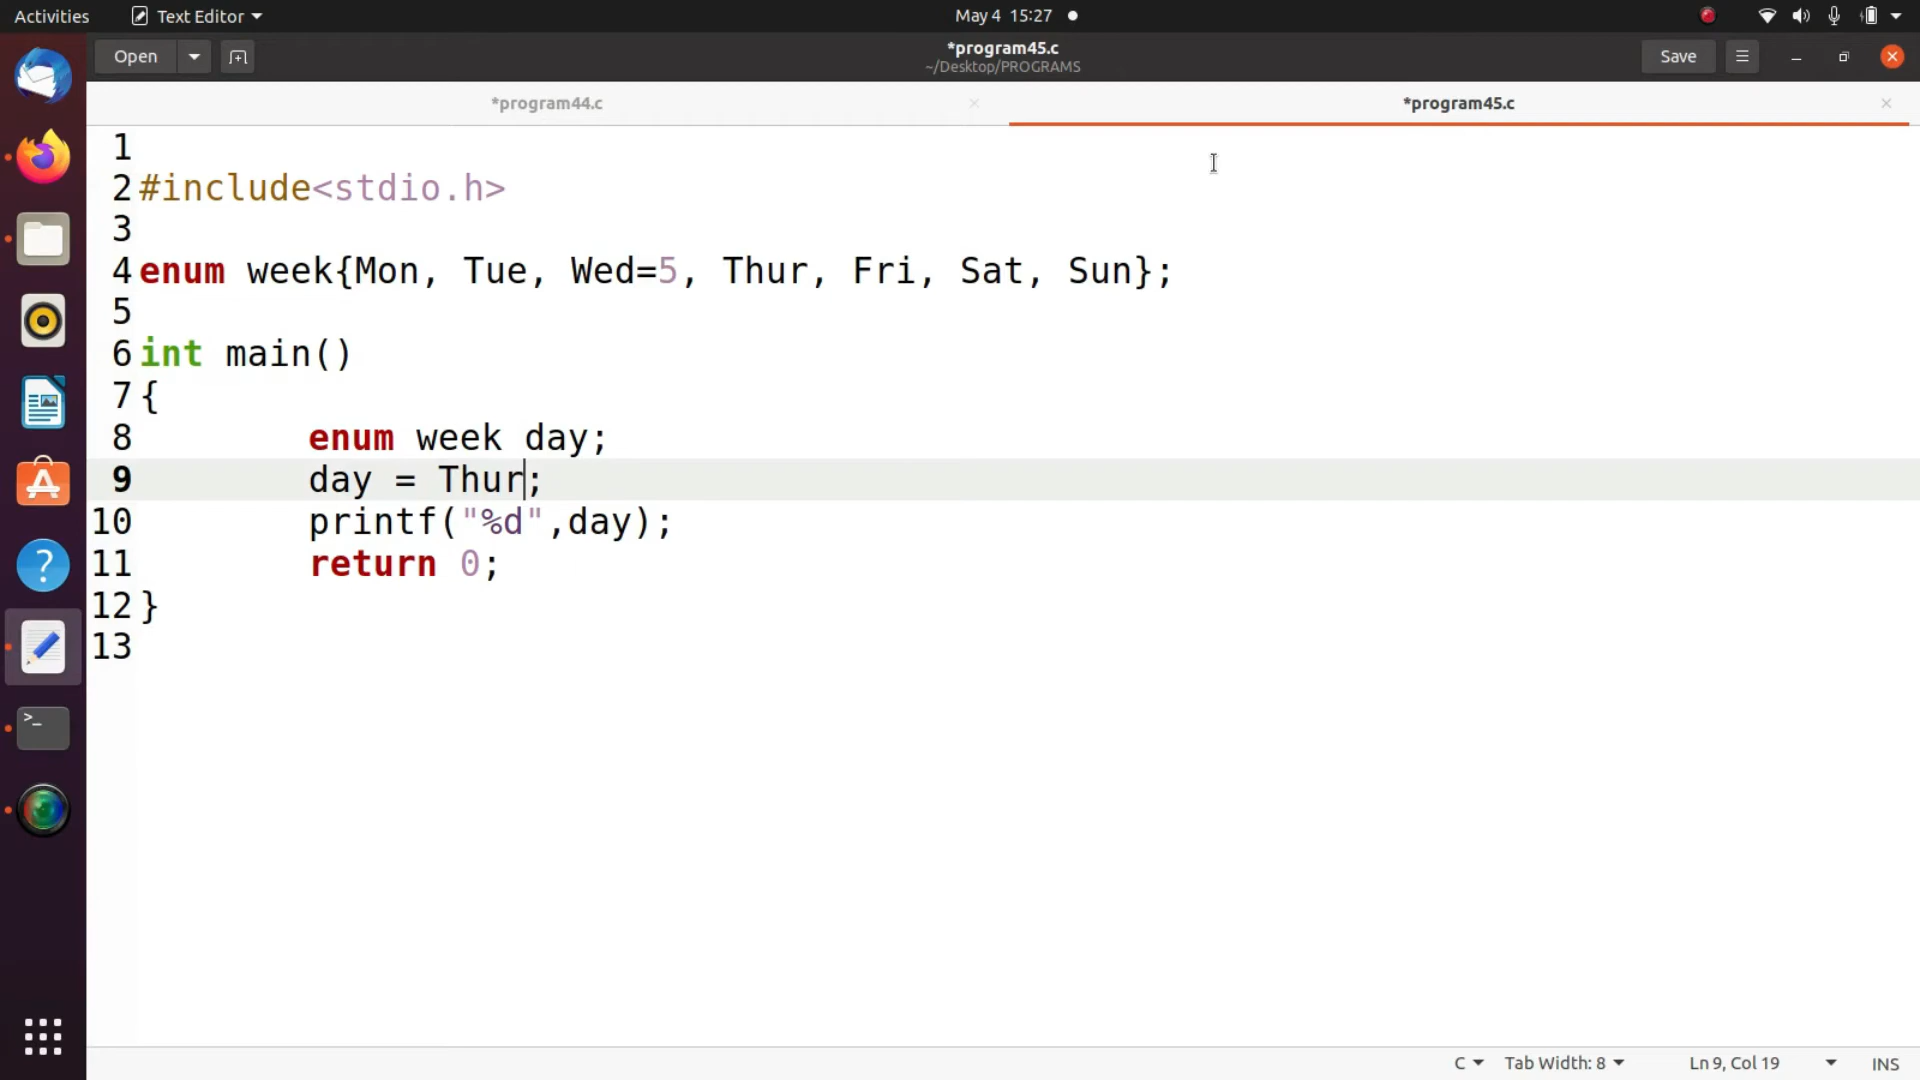 Activities
Text Editor
May 4 15:27
Open
*program45.c
~/Desktop/PROGRAMS
Save
*program44.c
*program45.c
1
2 #include<stdio.h>
3
4 enum week{Mon, Tue, Wed=5, Thur, Fri, Sat, Sun};
5
6 int main()
7 {
8 enum week day;
9 day = Thur;
10 printf("%d",day);
11 return 0;
12 }
13
C
Tab Width: 8
Ln 9, Col 19
INS